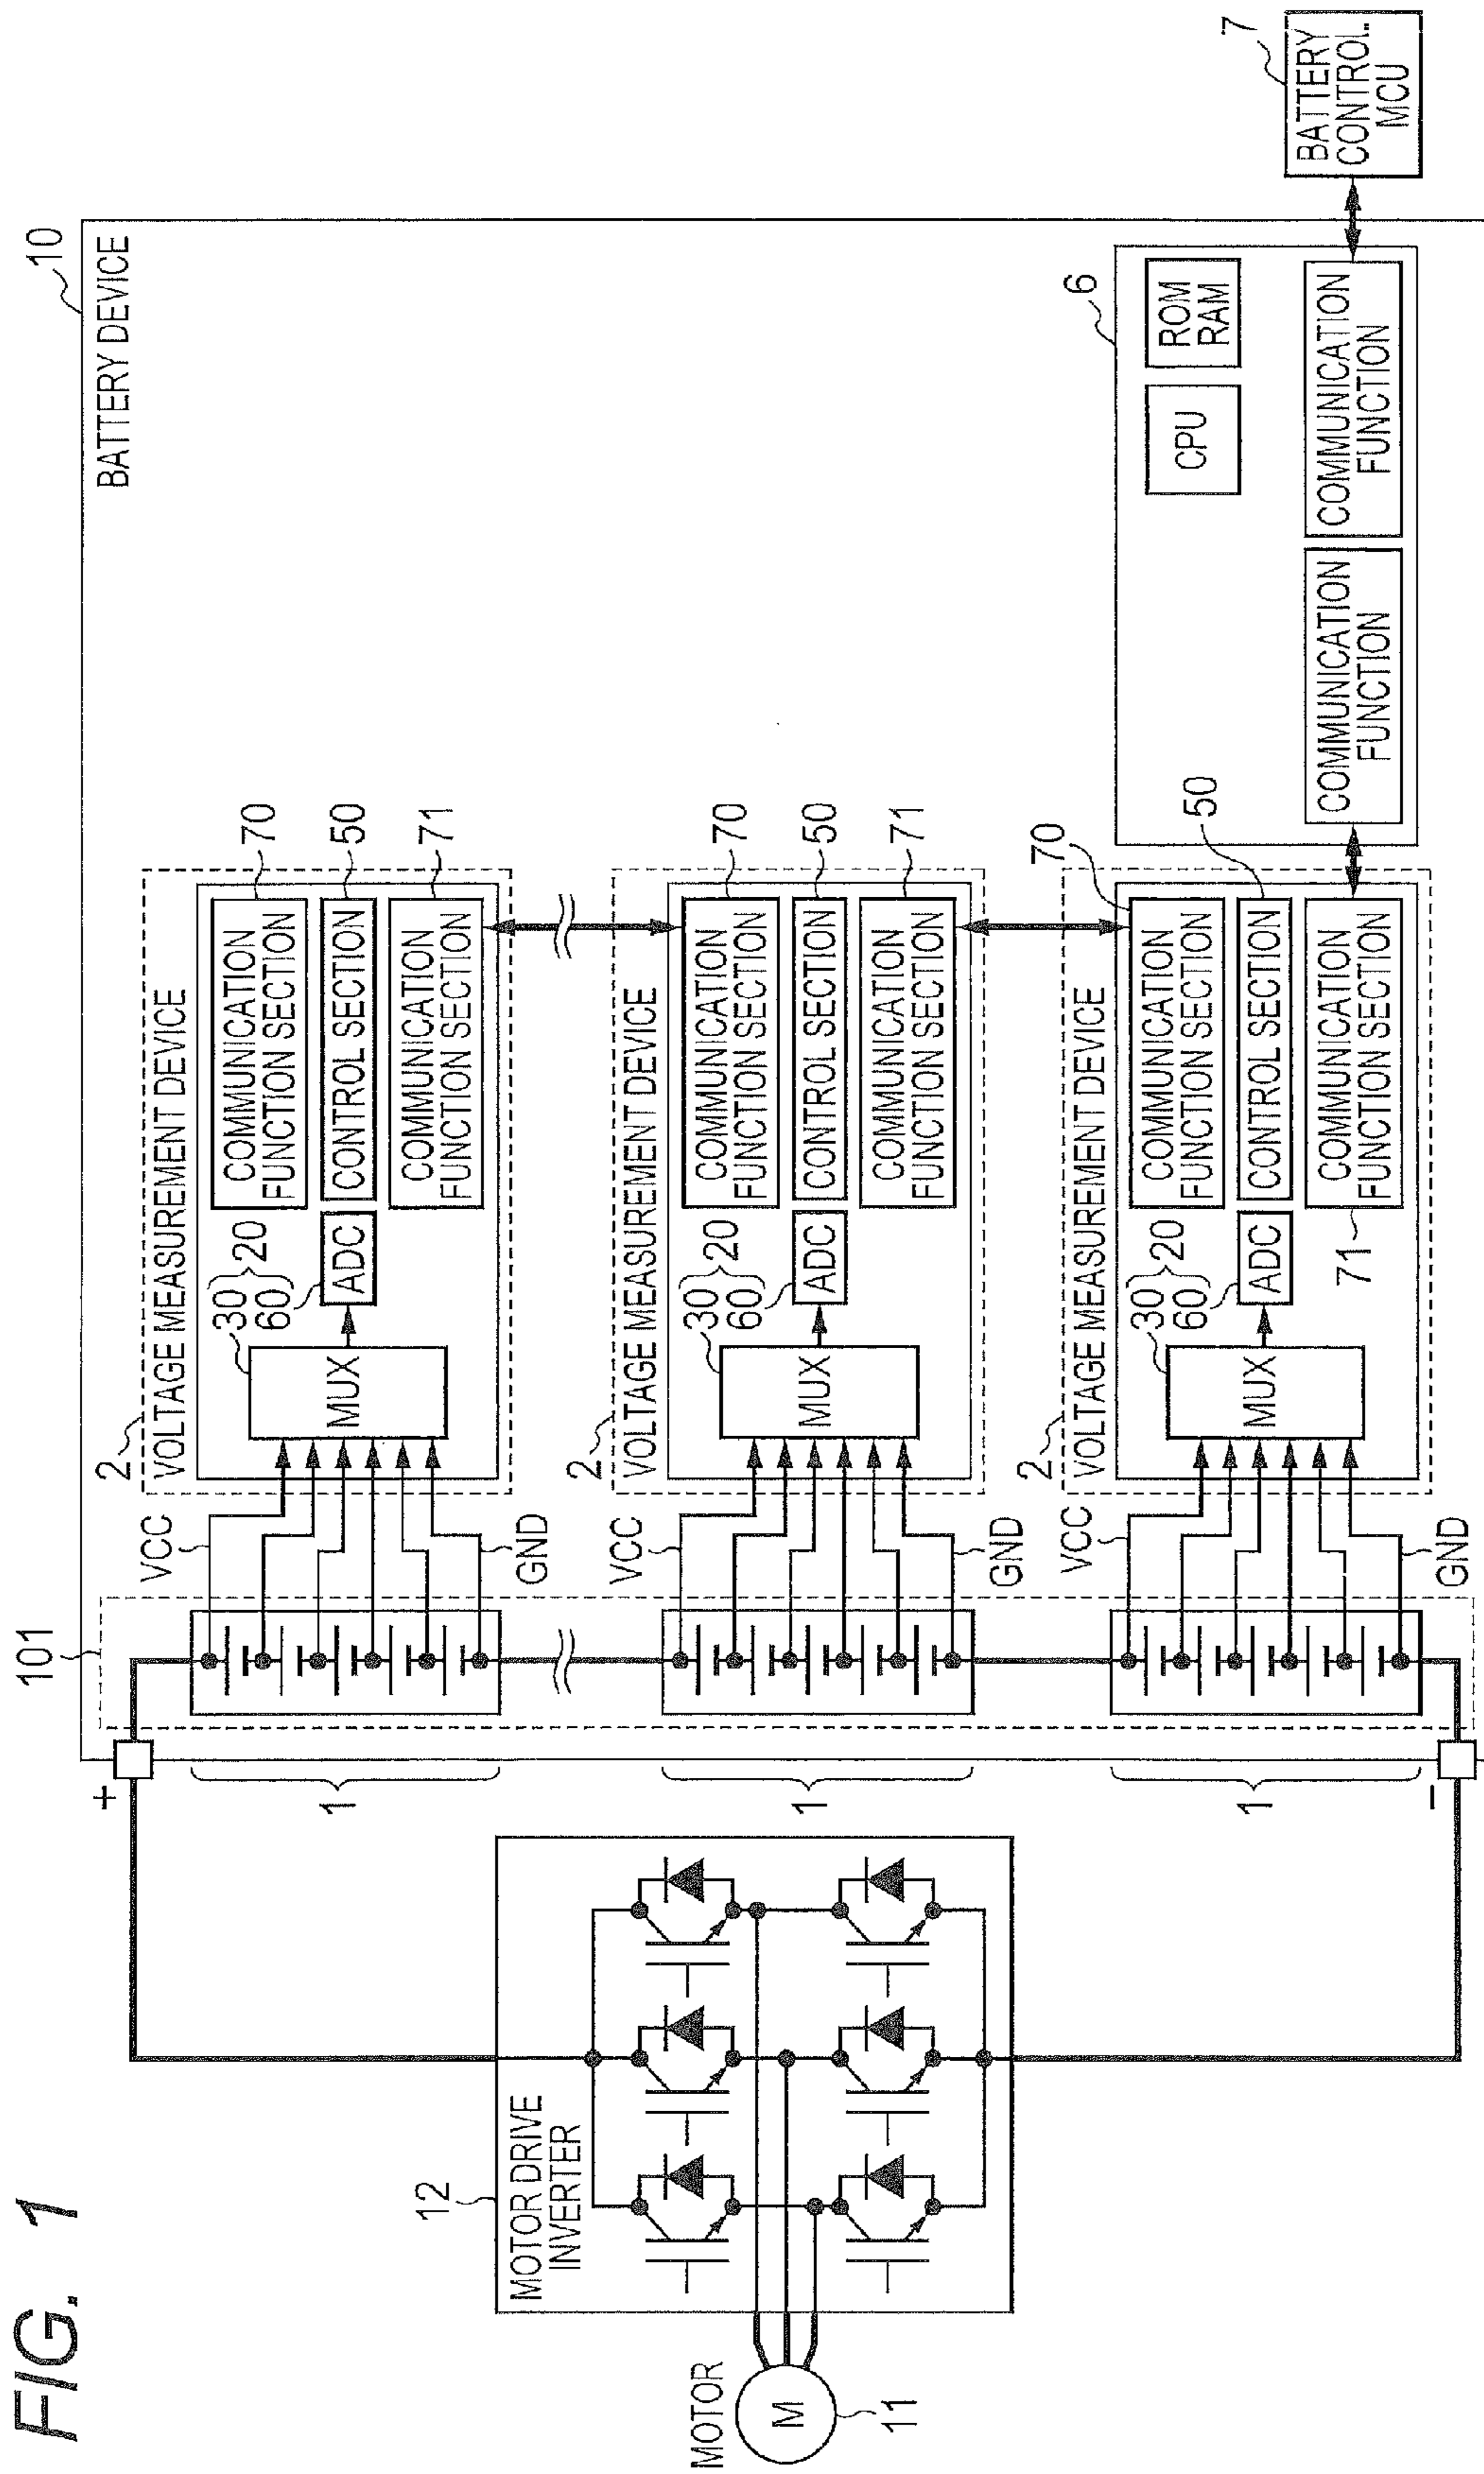 FIG. 1
10
BATTERY DEVICE
101
+
1
1
1
−
2
VOLTAGE MEASUREMENT DEVICE
VCC
GND
MUX
30
60
20
ADC
COMMUNICATION
FUNCTION SECTION
70
CONTROL SECTION
50
COMMUNICATION
FUNCTION SECTION
71
2
VOLTAGE MEASUREMENT DEVICE
VCC
GND
MUX
30
60
20
ADC
COMMUNICATION
FUNCTION SECTION
70
CONTROL SECTION
50
COMMUNICATION
FUNCTION SECTION
71
2
VOLTAGE MEASUREMENT DEVICE
VCC
GND
MUX
30
60
20
ADC
COMMUNICATION
FUNCTION SECTION
70
CONTROL SECTION
50
COMMUNICATION
FUNCTION SECTION
71
6
CPU
ROM
RAM
COMMUNICATION
FUNCTION
COMMUNICATION
FUNCTION
7
BATTERY
CONTROL
MCU
12
MOTOR DRIVE
INVERTER
MOTOR
M
11